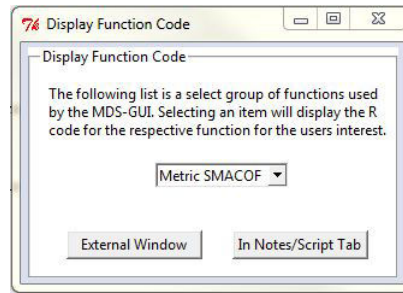 Display Function Code
Display Function Code
The following list is a select group of functions used
by the MDS-GUI. Selecting an item will display the R
code for the respective function for the users interest.
Metric SMACOF
External Window
In Notes/Script Tab